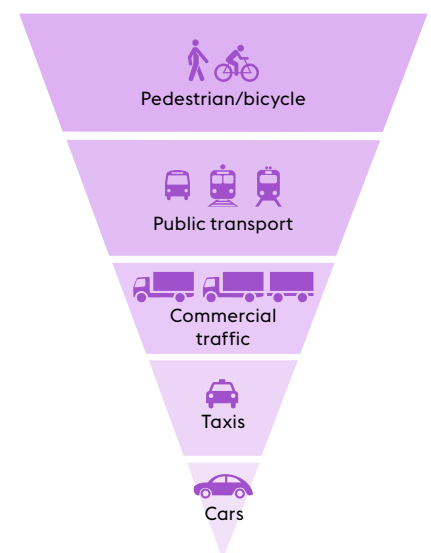 Pedestrian/bicycle
Public transport
Commercial
traffic
Taxis
Cars